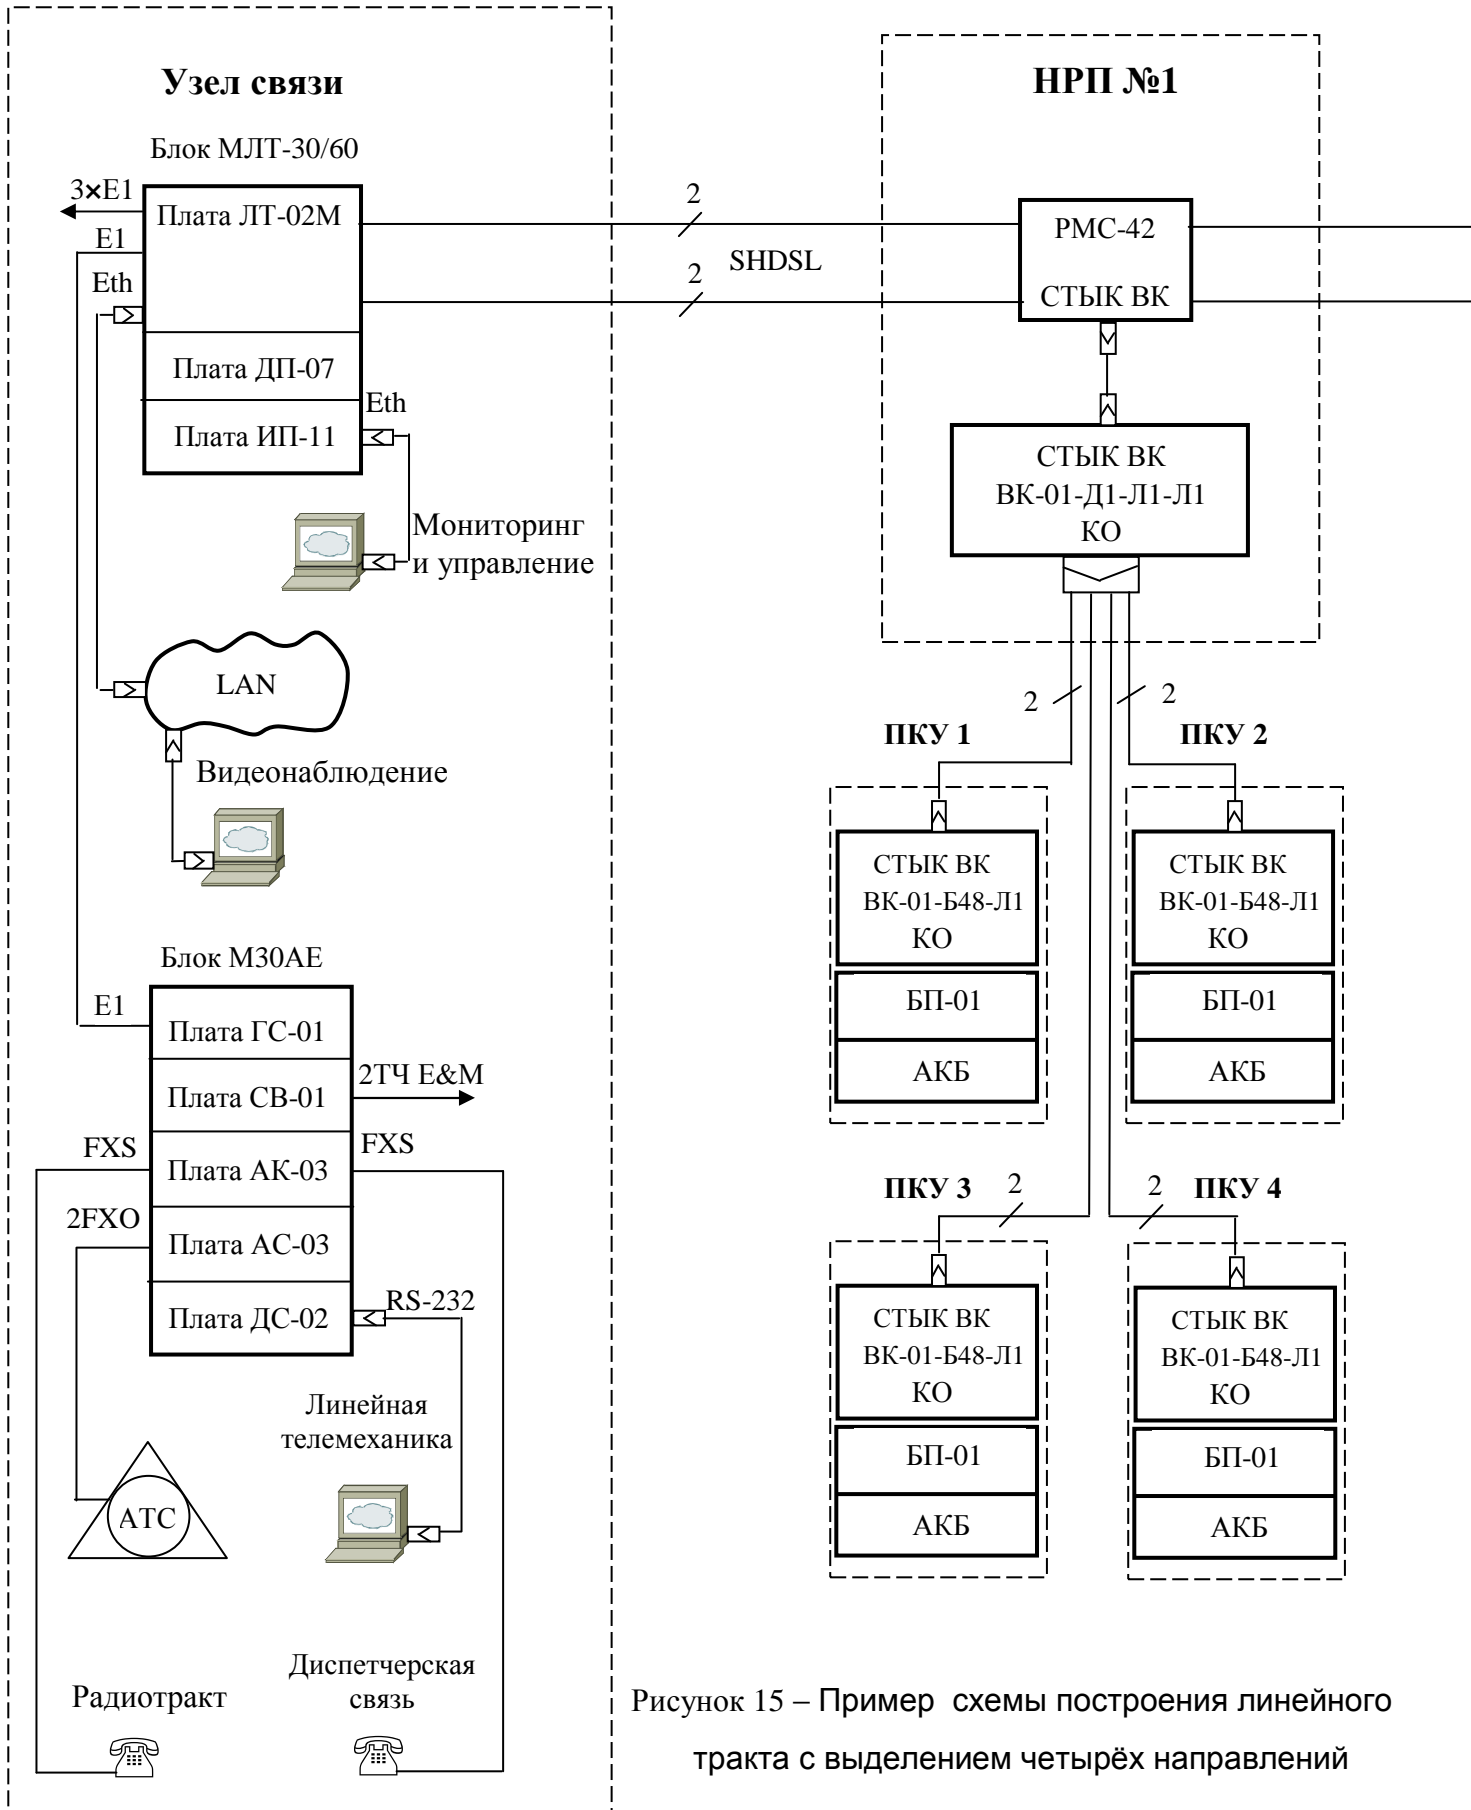 Узел связи
Блок МЛТ-30/60
3×E1
Плата ЛТ-02М
E1
Eth
Плата ДП-07
Eth
Плата ИП-11
Мониторинг
и управление
LAN
Видеонаблюдение
Блок М30АЕ
E1
Плата ГС-01
2ТЧ E&M
Плата СВ-01
FXS
FXS
Плата АК-03
2FXO
Плата АС-03
RS-232
Плата ДС-02
Линейная
телемеханика
АТС
Радиотракт
Диспетчерская
связь
2
SHDSL
2
НРП №1
РМС-42
СТЫК ВК
СТЫК ВК
ВК-01-Д1-Л1-Л1
КО
2
2
ПКУ 1
СТЫК ВК
ВК-01-Б48-Л1
КО
БП-01
АКБ
ПКУ 2
СТЫК ВК
ВК-01-Б48-Л1
КО
БП-01
АКБ
ПКУ 3
2
СТЫК ВК
ВК-01-Б48-Л1
КО
БП-01
АКБ
2
ПКУ 4
СТЫК ВК
ВК-01-Б48-Л1
КО
БП-01
АКБ
Рисунок 15 – Пример схемы построения линейного
тракта с выделением четырёх направлений